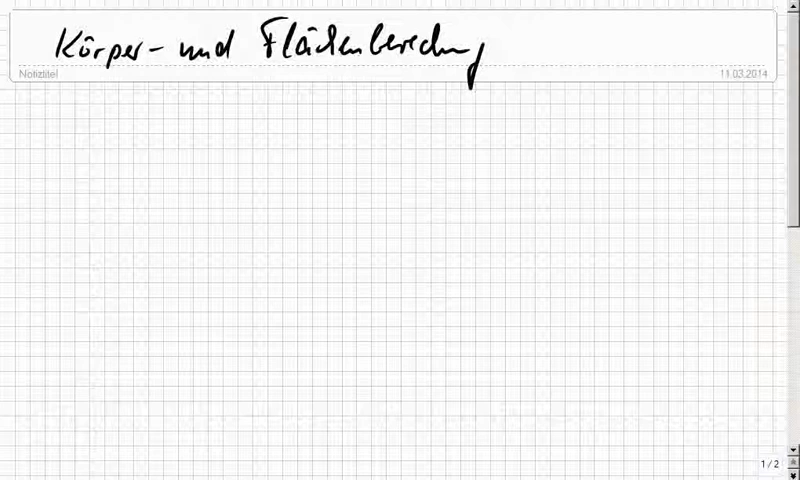 Körper- und Flächenberechnung
Notiztitel
11.03.2014
1 / 2